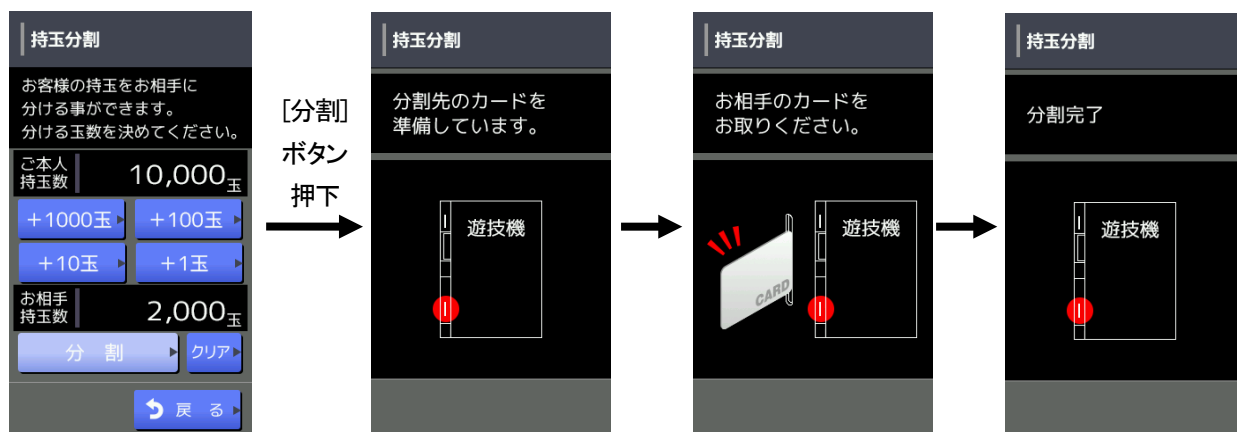 持玉分割
お客様の持玉をお相手に
分ける事ができます。
分ける玉数を決めてください。
ご本人
持玉数
10,000玉
+1000玉
+100玉
+10玉
+1玉
お相手
持玉数
2,000玉
分 割
クリア
戻 る
[分割]
ボタン
押下
持玉分割
分割先のカードを
準備しています。
遊技機
持玉分割
お相手のカードを
お取りください。
CARD
遊技機
持玉分割
分割完了
遊技機